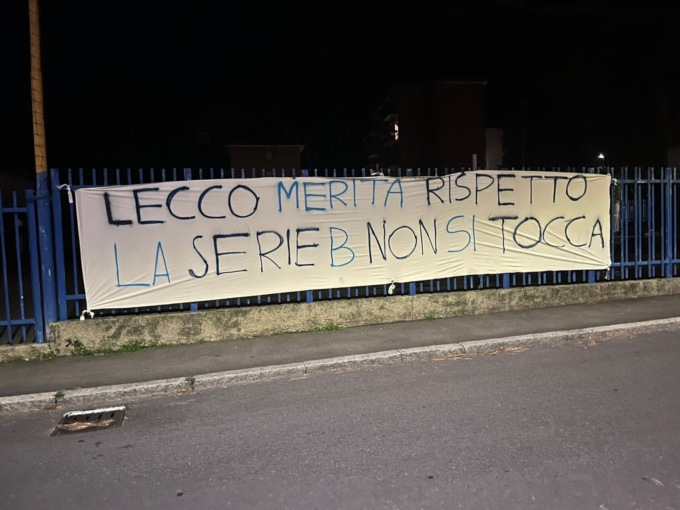 LECCO MERITA RISPETTO
LA SERIE B NON SI TOCCA